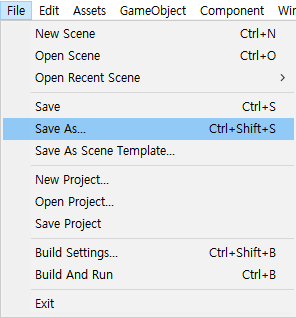 File Edit Assets GameObject Component Win
New Scene Ctrl+N
Open Scene Ctrl+O
Open Recent Scene
Save Ctrl+S
Save As... Ctrl+Shift+S
Save As Scene Template...
New Project...
Open Project...
Save Project
Build Settings... Ctrl+Shift+B
Build And Run Ctrl+B
Exit